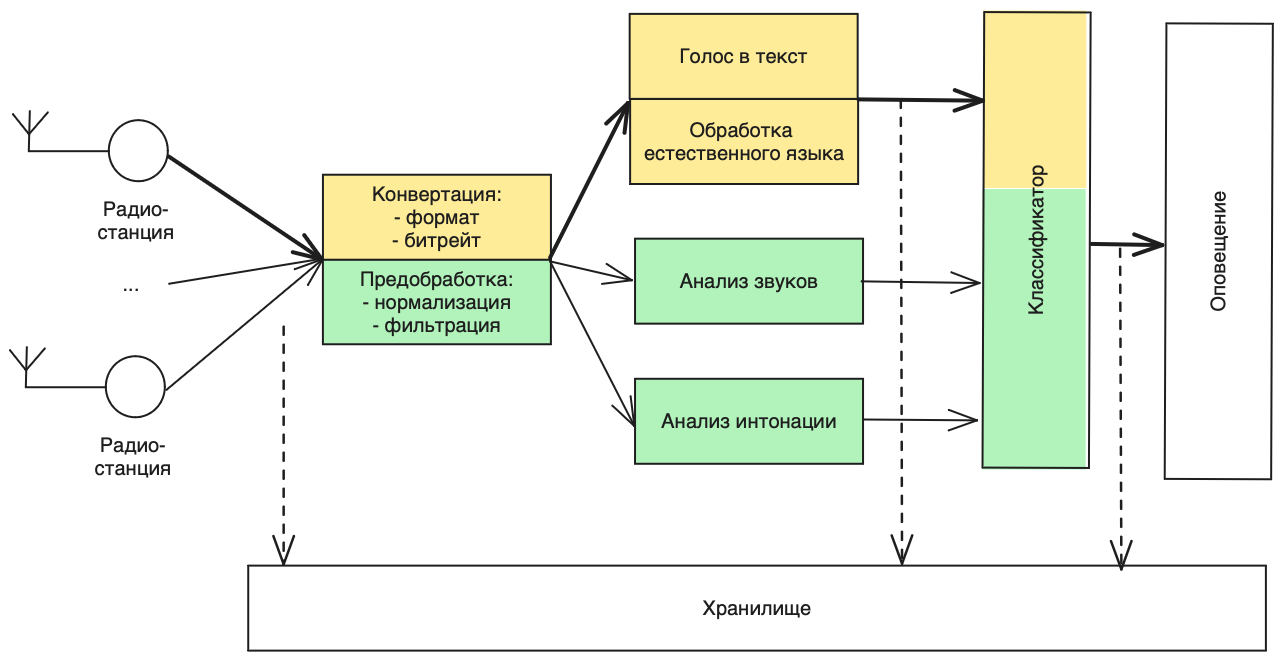 Радио-
станция
...
Радио-
станция
Конвертация:
- формат
- битрейт
Предобработка:
- нормализация
- фильтрация
Голос в текст
Обработка
естественного языка
Анализ звуков
Анализ интонации
Классификатор
Оповещение
Хранилище